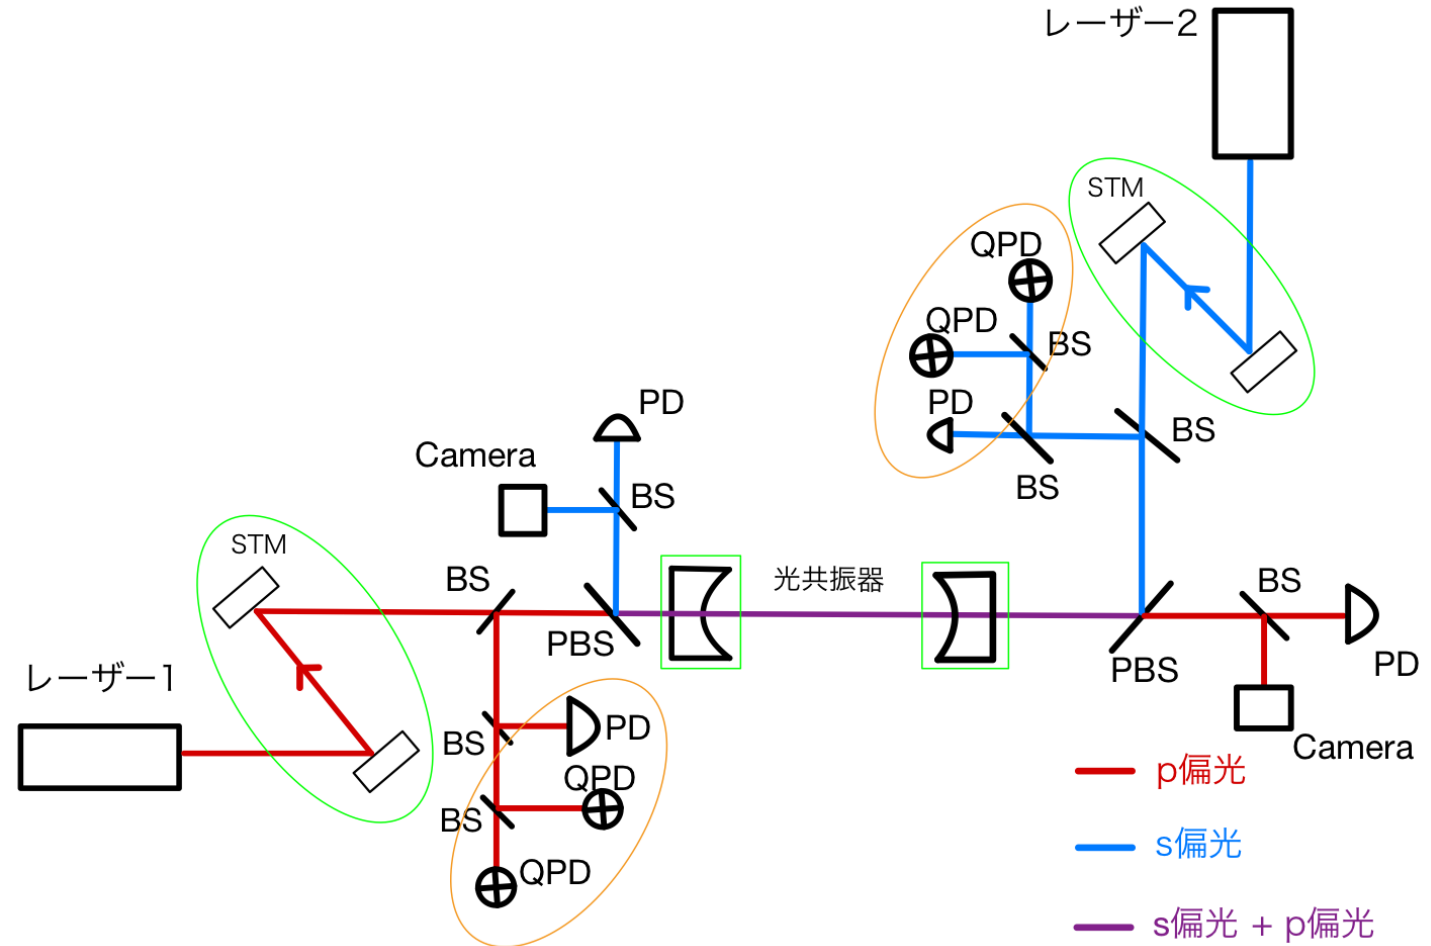 レーザー2
STM
QPD
QPD
BS
PD
PD
BS
Camera
BS
BS
STM
BS
光共振器
BS
PBS
PBS
PD
レーザー1
BS
PD
Camera
QPD
p偏光
BS
QPD
s偏光
s偏光 + p偏光